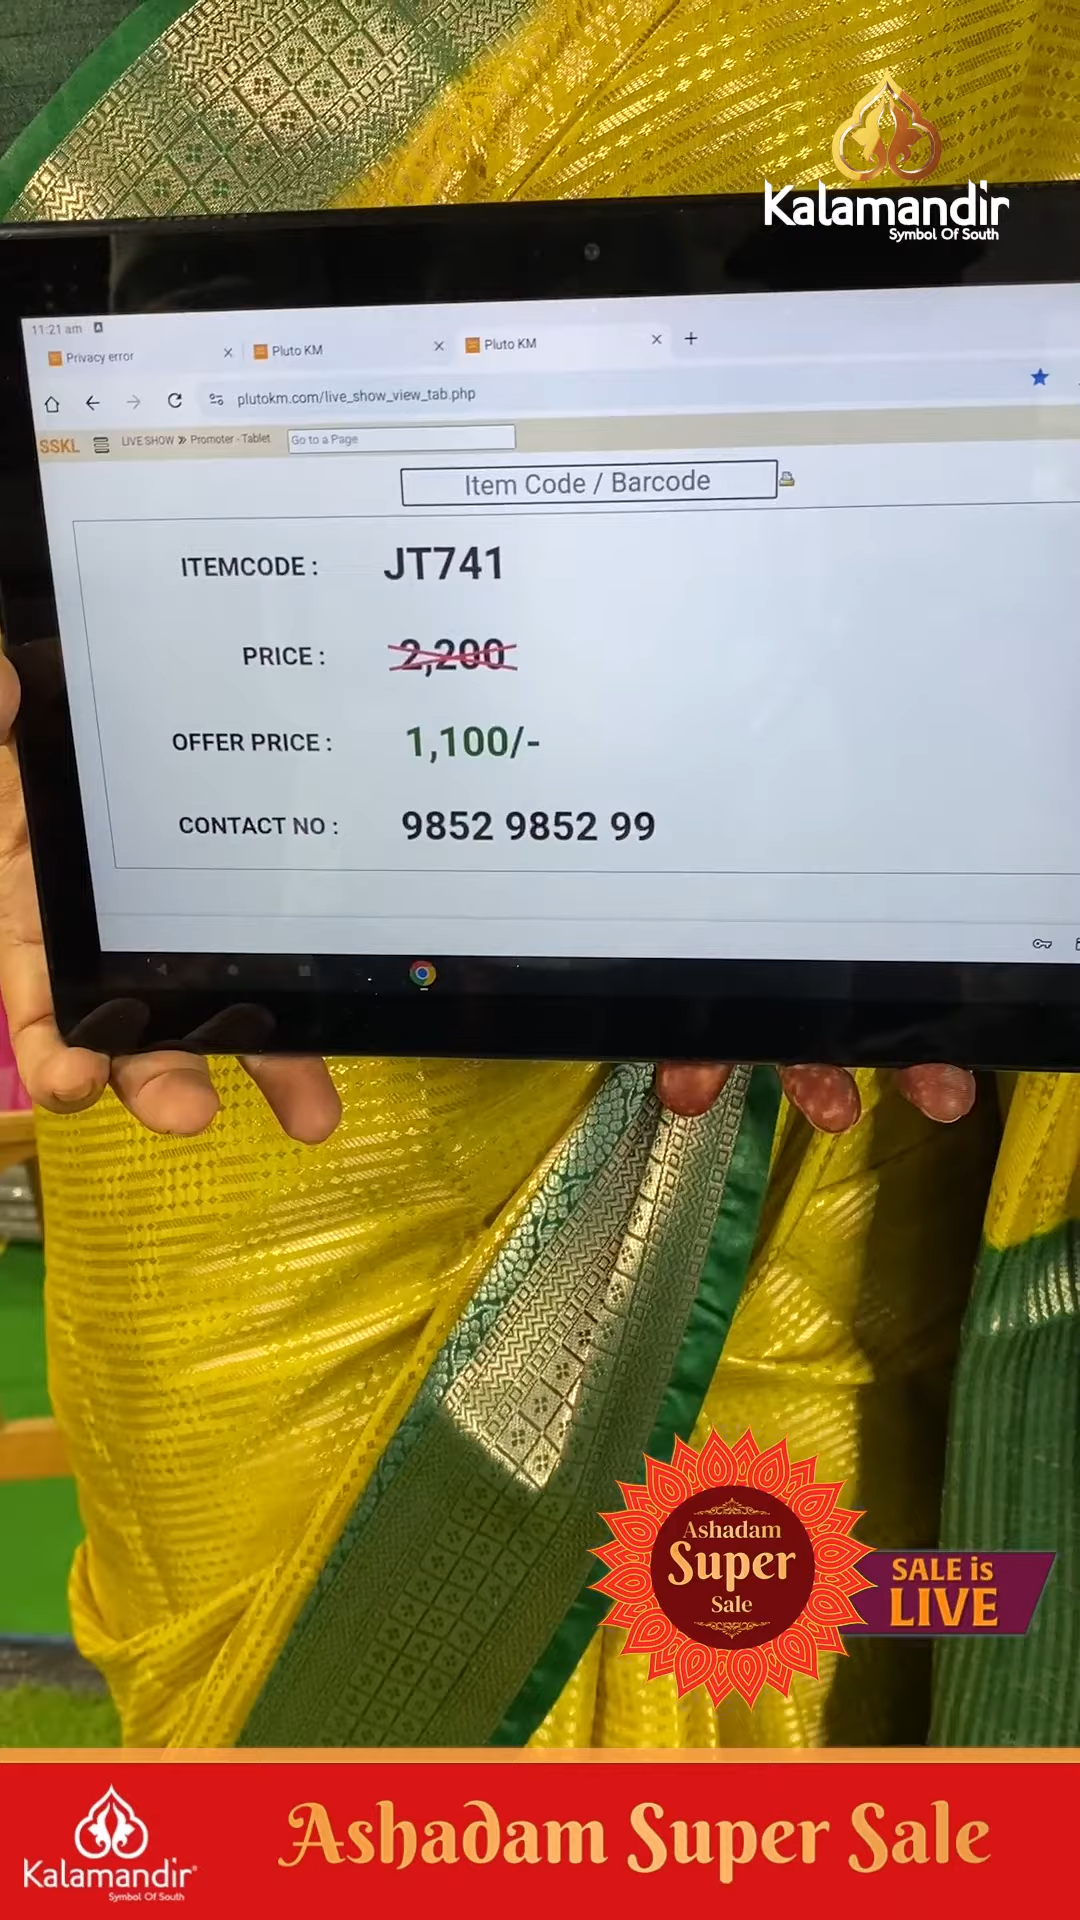 Kalamandir
Symbol Of South
11:21 am
Privacy error
Pluto KM
Pluto KM
plutokm.com/live_show_view_tab.php
SSKL
LIVE SHOW » Promoter - Tablet
Go to a Page
Item Code / Barcode
ITEMCODE : JT741
PRICE : 2,200
OFFER PRICE : 1,100/-
CONTACT NO : 9852 9852 99
Ashadam
Super
Sale
SALE is
LIVE
Kalamandir
Symbol Of South
Ashadam Super Sale